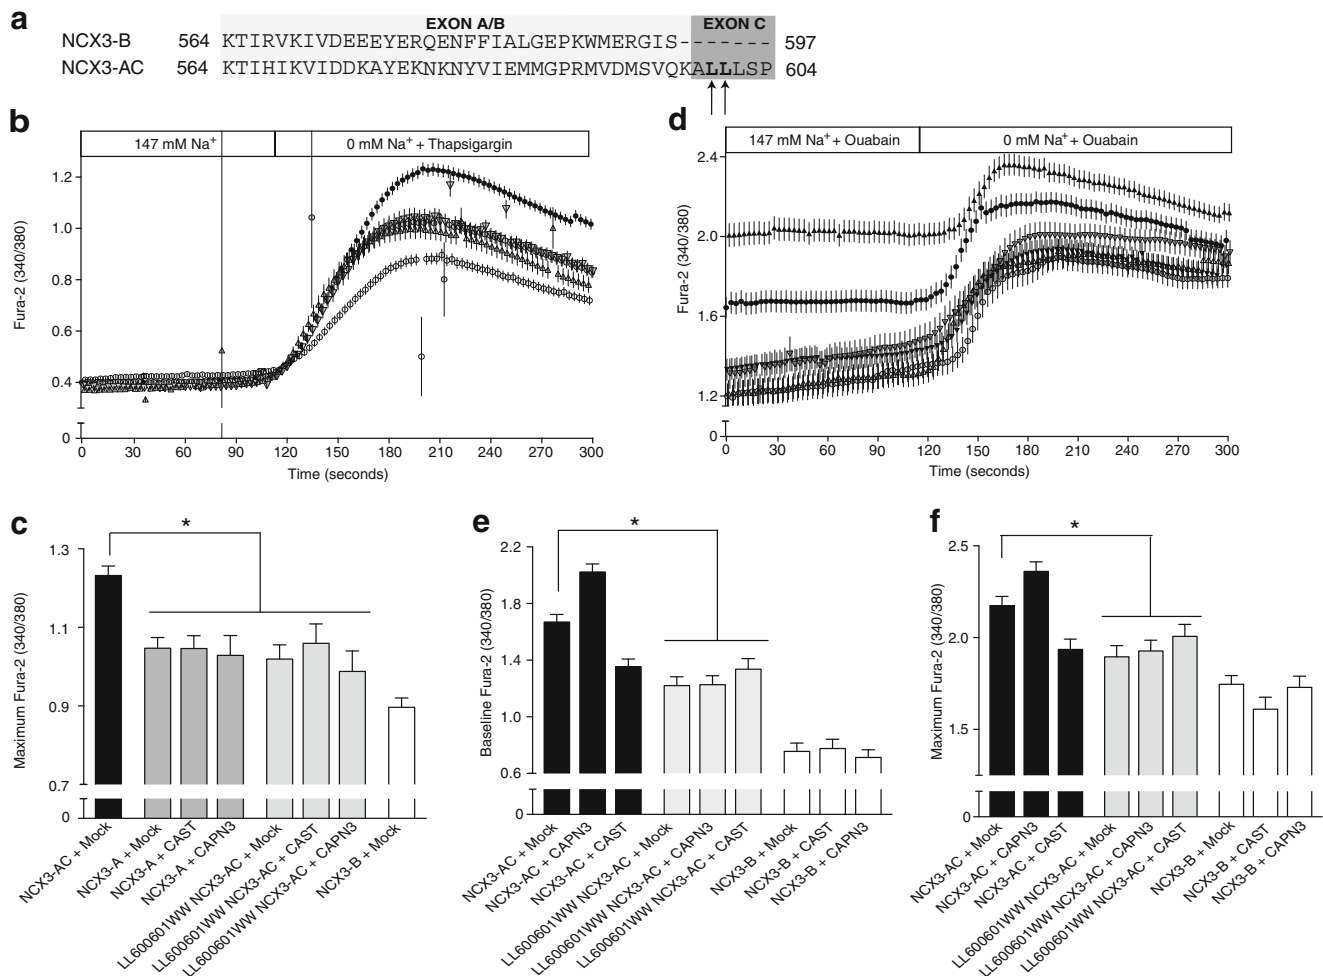 a
EXON A/B EXON C
NCX3-B 564 KTIRVKIVDEEEYERQENFFIALGEPKWMERGIS------- 597
NCX3-AC 564 KTIHIKVIDDKAYEKNKNYVIEMMGPRMVDMSVQKALLLSP 604
b
147 mM Na+ 0 mM Na+ + Thapsigargin
Fura-2 (340/380)
1.2
1.0
0.8
0.6
0.4
0
0 30 60 90 120 150 180 210 240 270 300
Time (seconds)
d
147 mM Na+ + Ouabain 0 mM Na+ + Ouabain
Fura-2 (340/380)
2.4
2.0
1.6
1.2
0
0 30 60 90 120 150 180 210 240 270 300
Time (seconds)
c
*
Maximum Fura-2 (340/380)
1.3
1.1
0.9
0.7
0
NCX3-AC + Mock
NCX3-A + Mock
NCX3-A + CAST
NCX3-A + CAPN3
LL600601WW NCX3-AC + Mock
LL600601WW NCX3-AC + CAST
LL600601WW NCX3-AC + CAPN3
NCX3-B + Mock
e
*
Baseline Fura-2 (340/380)
2.2
1.8
1.4
1.0
0.6
0
NCX3-AC + Mock
NCX3-AC + CAPN3
NCX3-AC + CAST
LL600601WW NCX3-AC + Mock
LL600601WW NCX3-AC + CAPN3
LL600601WW NCX3-AC + CAST
NCX3-B + Mock
NCX3-B + CAST
NCX3-B + CAPN3
f
*
Maximum Fura-2 (340/380)
2.5
2.0
1.5
0
NCX3-AC + Mock
NCX3-AC + CAPN3
NCX3-AC + CAST
LL600601WW NCX3-AC + Mock
LL600601WW NCX3-AC + CAPN3
LL600601WW NCX3-AC + CAST
NCX3-B + Mock
NCX3-B + CAST
NCX3-B + CAPN3